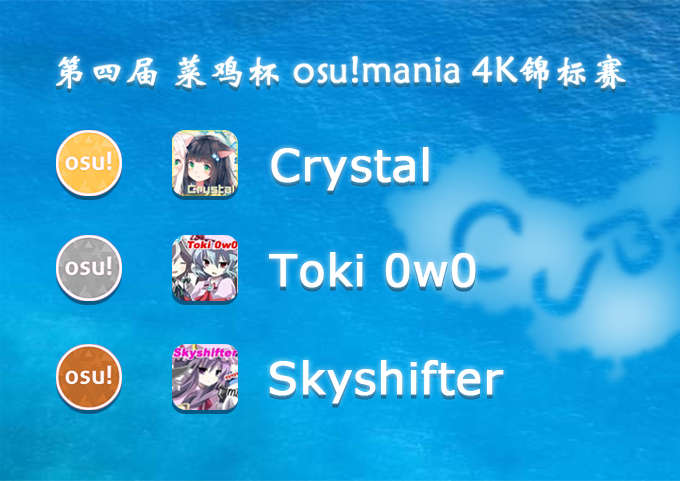 第四届 菜鸡杯 osu!mania 4K锦标赛
osu!
Crystal
Crystal
osu!
Toki 0w0
Toki 0w0
osu!
Skyshifter
Skyshifter